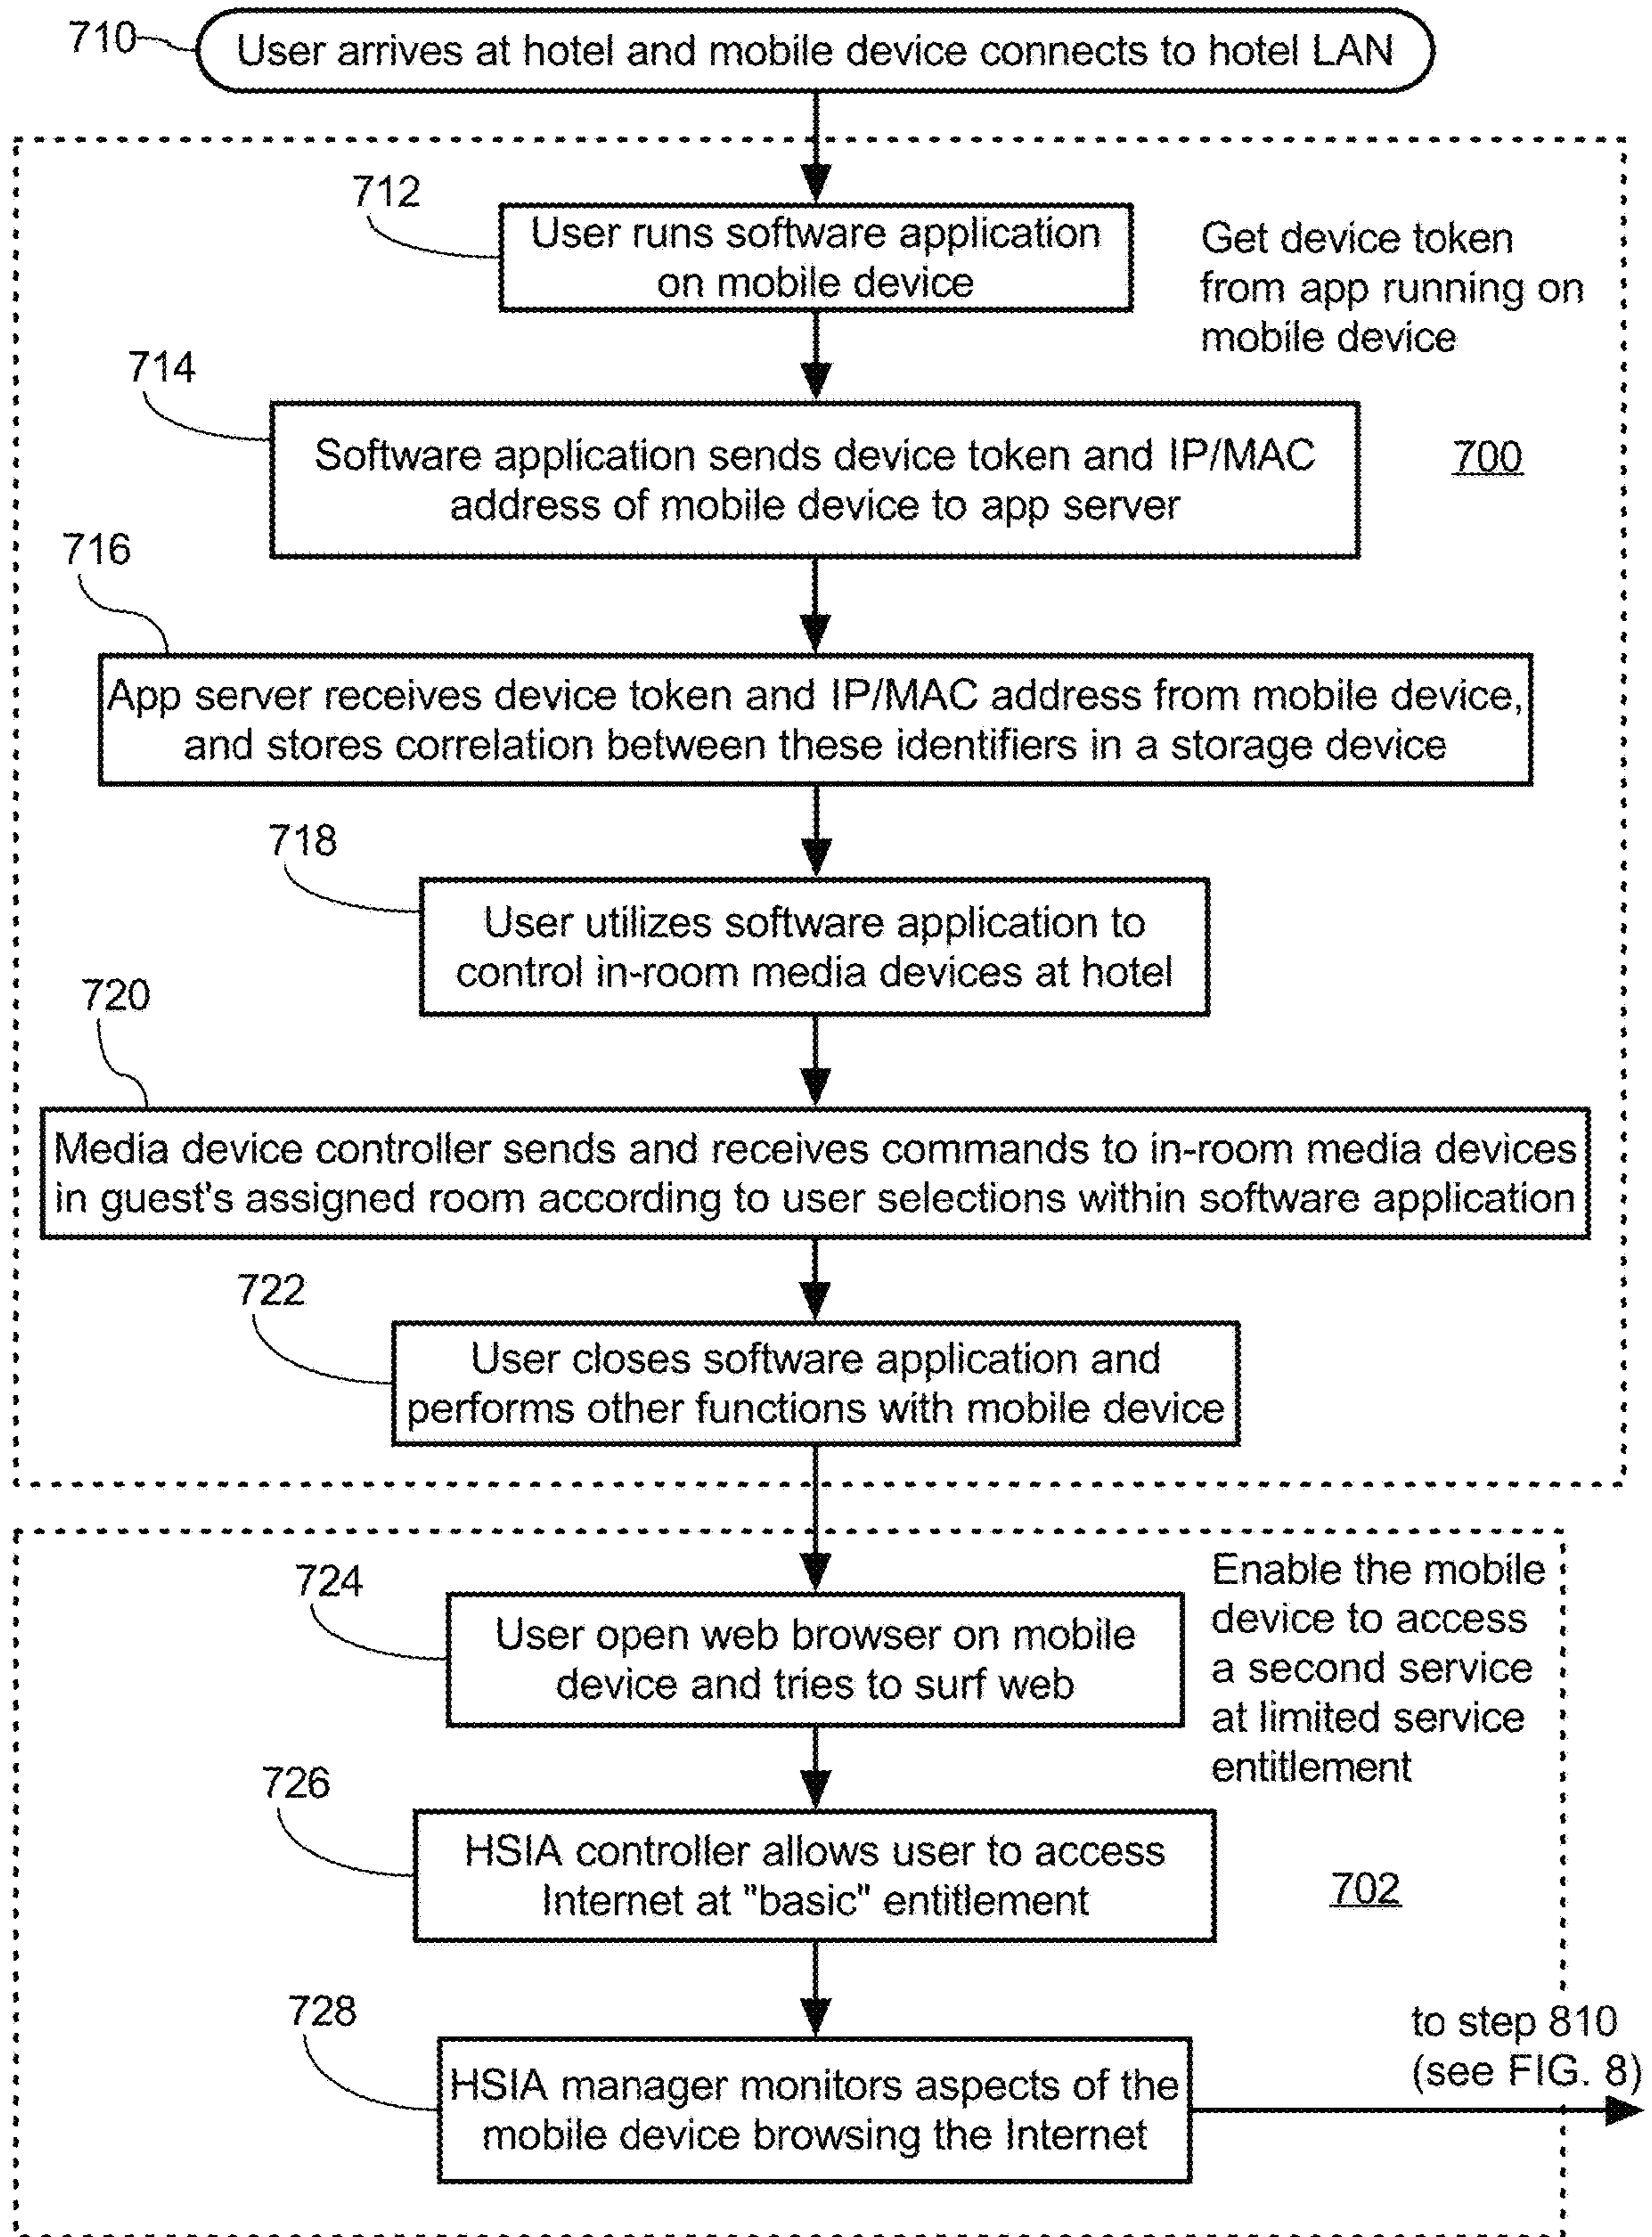 710
User arrives at hotel and mobile device connects to hotel LAN
712
User runs software application
on mobile device
Get device token
from app running on
mobile device
714
Software application sends device token and IP/MAC
address of mobile device to app server
700
716
App server receives device token and IP/MAC address from mobile device,
and stores correlation between these identifiers in a storage device
718
User utilizes software application to
control in-room media devices at hotel
720
Media device controller sends and receives commands to in-room media devices
in guest's assigned room according to user selections within software application
722
User closes software application and
performs other functions with mobile device
724
User open web browser on mobile
device and tries to surf web
Enable the mobile
device to access
a second service
at limited service
entitlement
726
HSIA controller allows user to access
Internet at "basic" entitlement
702
728
HSIA manager monitors aspects of the
mobile device browsing the Internet
to step 810
(see FIG. 8)